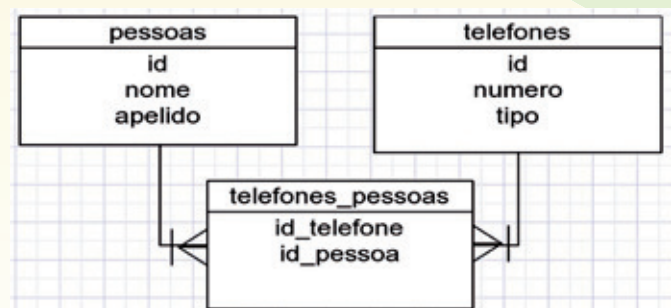 pessoas
id
nome
apelido
telefones
id
numero
tipo
telefones_pessoas
id_telefone
id_pessoa